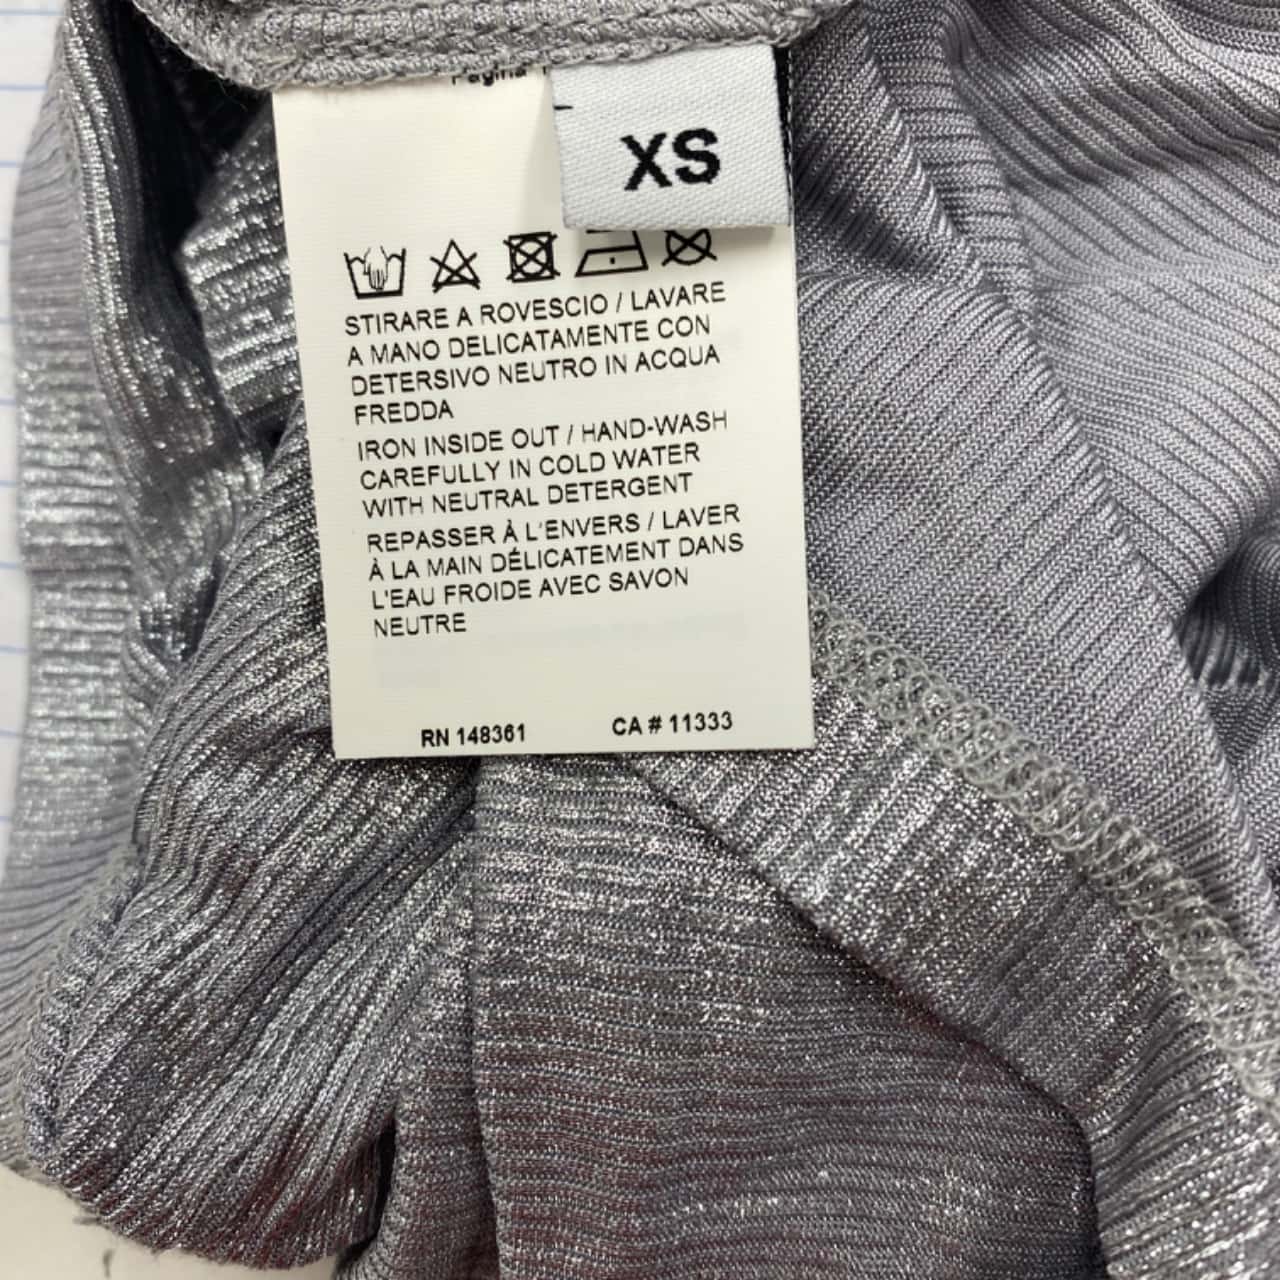 Pagina
XS
STIRARE A ROVESCIO / LAVARE
A MANO DELICATAMENTE CON
DETERSIVO NEUTRO IN ACQUA
FREDDA
IRON INSIDE OUT / HAND-WASH
CAREFULLY IN COLD WATER
WITH NEUTRAL DETERGENT
REPASSER À L'ENVERS / LAVER
À LA MAIN DÉLICATEMENT DANS
L'EAU FROIDE AVEC SAVON
NEUTRE
RN 148361 CA # 11333